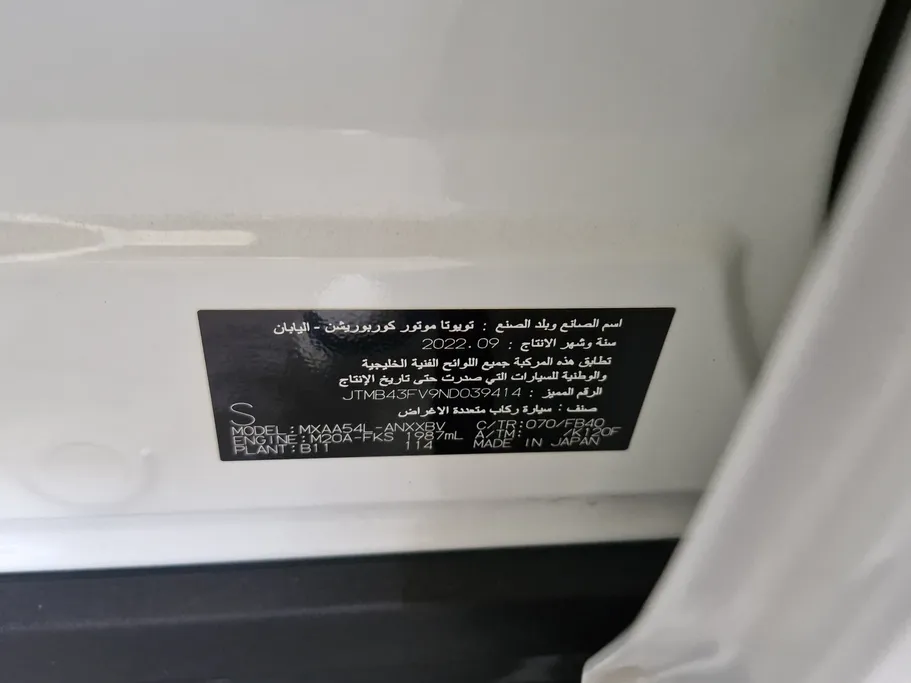 اسم الصانع وبلد الصنع : تويوتا موتور كوربوريشن - اليابان
سنة وشهر الانتاج : 2022.09
تطابق هذه المركبة جميع اللوائح الفنية الخليجية
والوطنية للسيارات التي صدرت حتى تاريخ الإنتاج
الرقم المميز : JTMB43FV9ND039414
صنف : سيارة ركاب متعددة الاغراض
S
MODEL:MXAA54L-ANXXBV C/TR:070/FB40
ENGINE:M20A-FKS 1987mL A/TM: /K120F
PLANT:B11 114 MADE IN JAPAN